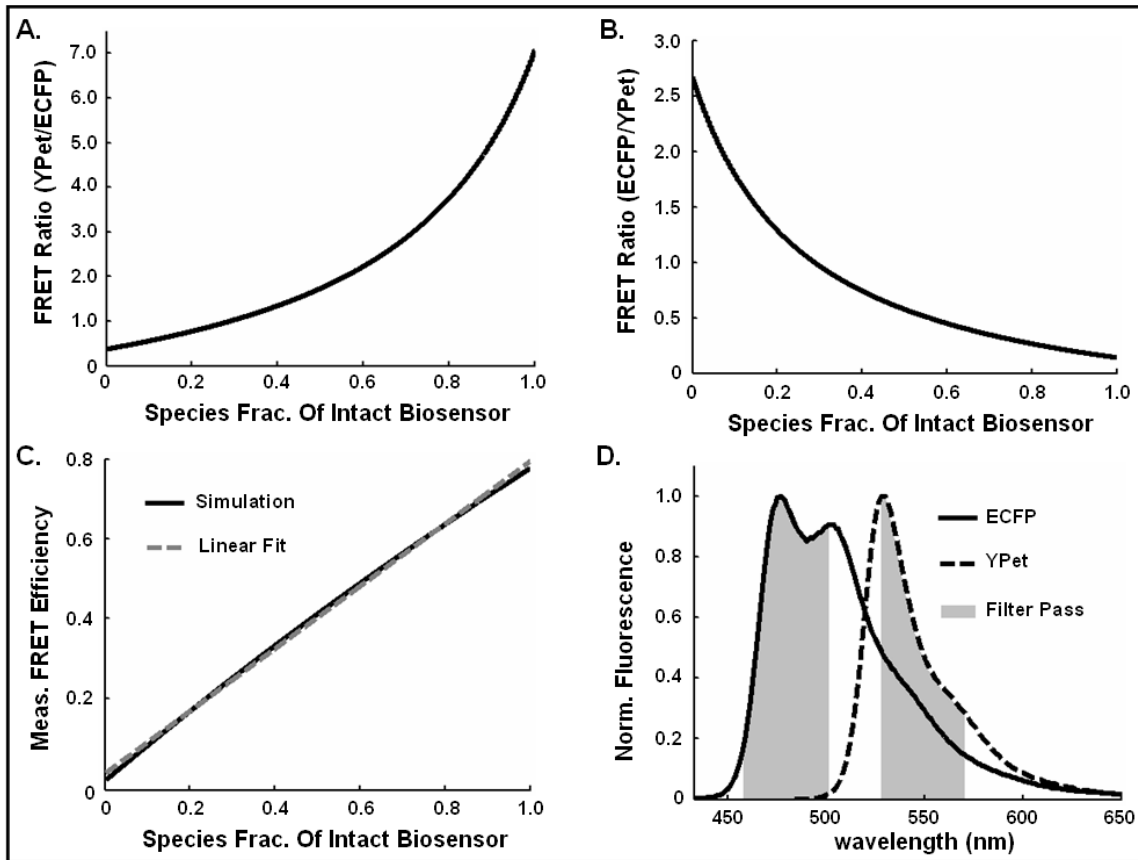 A.
FRET Ratio (YPet/ECFP)
7.0
6.0
5.0
4.0
3.0
2.0
1.0
0
0 0.2 0.4 0.6 0.8 1.0
Species Frac. Of Intact Biosensor
B.
FRET Ratio (ECFP/YPet)
3.0
2.5
2.0
1.5
1.0
0.5
0
0 0.2 0.4 0.6 0.8 1.0
Species Frac. Of Intact Biosensor
C.
Meas. FRET Efficiency
0.8
0.6
0.4
0.2
0
Simulation
Linear Fit
0 0.2 0.4 0.6 0.8 1.0
Species Frac. Of Intact Biosensor
D.
Norm. Fluorescence
1.0
0.8
0.6
0.4
0.2
0
ECFP
YPet
Filter Pass
450 500 550 600 650
wavelength (nm)